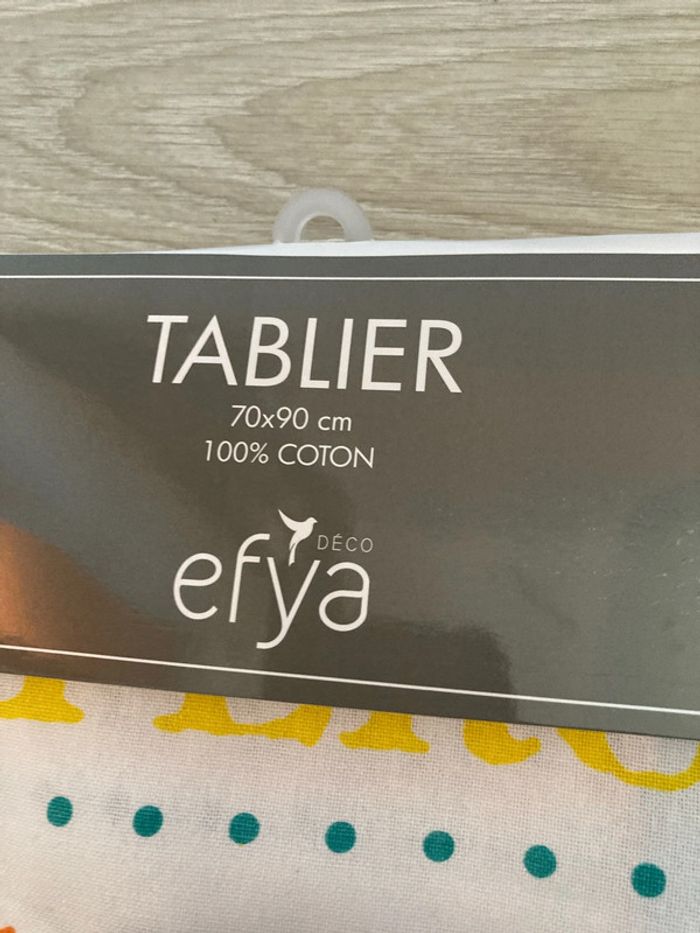 TABLIER
70x90 cm
100% COTON
DÉCO
efya